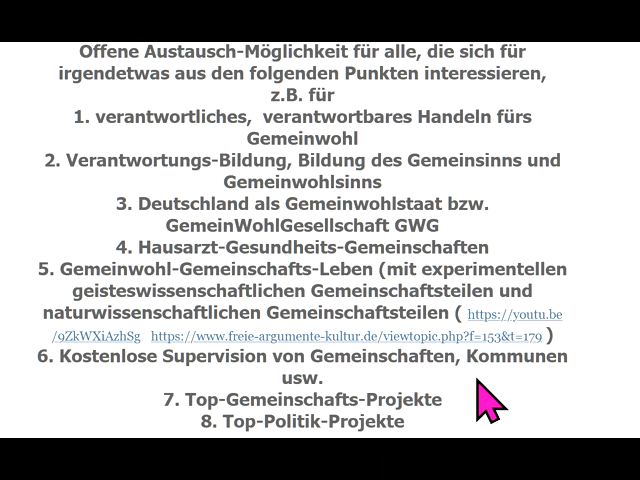 Offene Austausch-Möglichkeit für alle, die sich für
irgendetwas aus den folgenden Punkten interessieren,
z.B. für
1. verantwortliches,  verantwortbares Handeln fürs
Gemeinwohl
2. Verantwortungs-Bildung, Bildung des Gemeinsinns und
Gemeinwohlsinns
3. Deutschland als Gemeinwohlstaat bzw.
GemeinWohlGesellschaft GWG
4. Hausarzt-Gesundheits-Gemeinschaften
5. Gemeinwohl-Gemeinschafts-Leben (mit experimentellen
geisteswissenschaftlichen Gemeinschaftsteilen und
naturwissenschaftlichen Gemeinschaftsteilen ( https://youtu.be
/9ZkWXiAzhSg   https://www.freie-argumente-kultur.de/viewtopic.php?f=153&t=179 )
6. Kostenlose Supervision von Gemeinschaften, Kommunen
usw.
7. Top-Gemeinschafts-Projekte
8. Top-Politik-Projekte